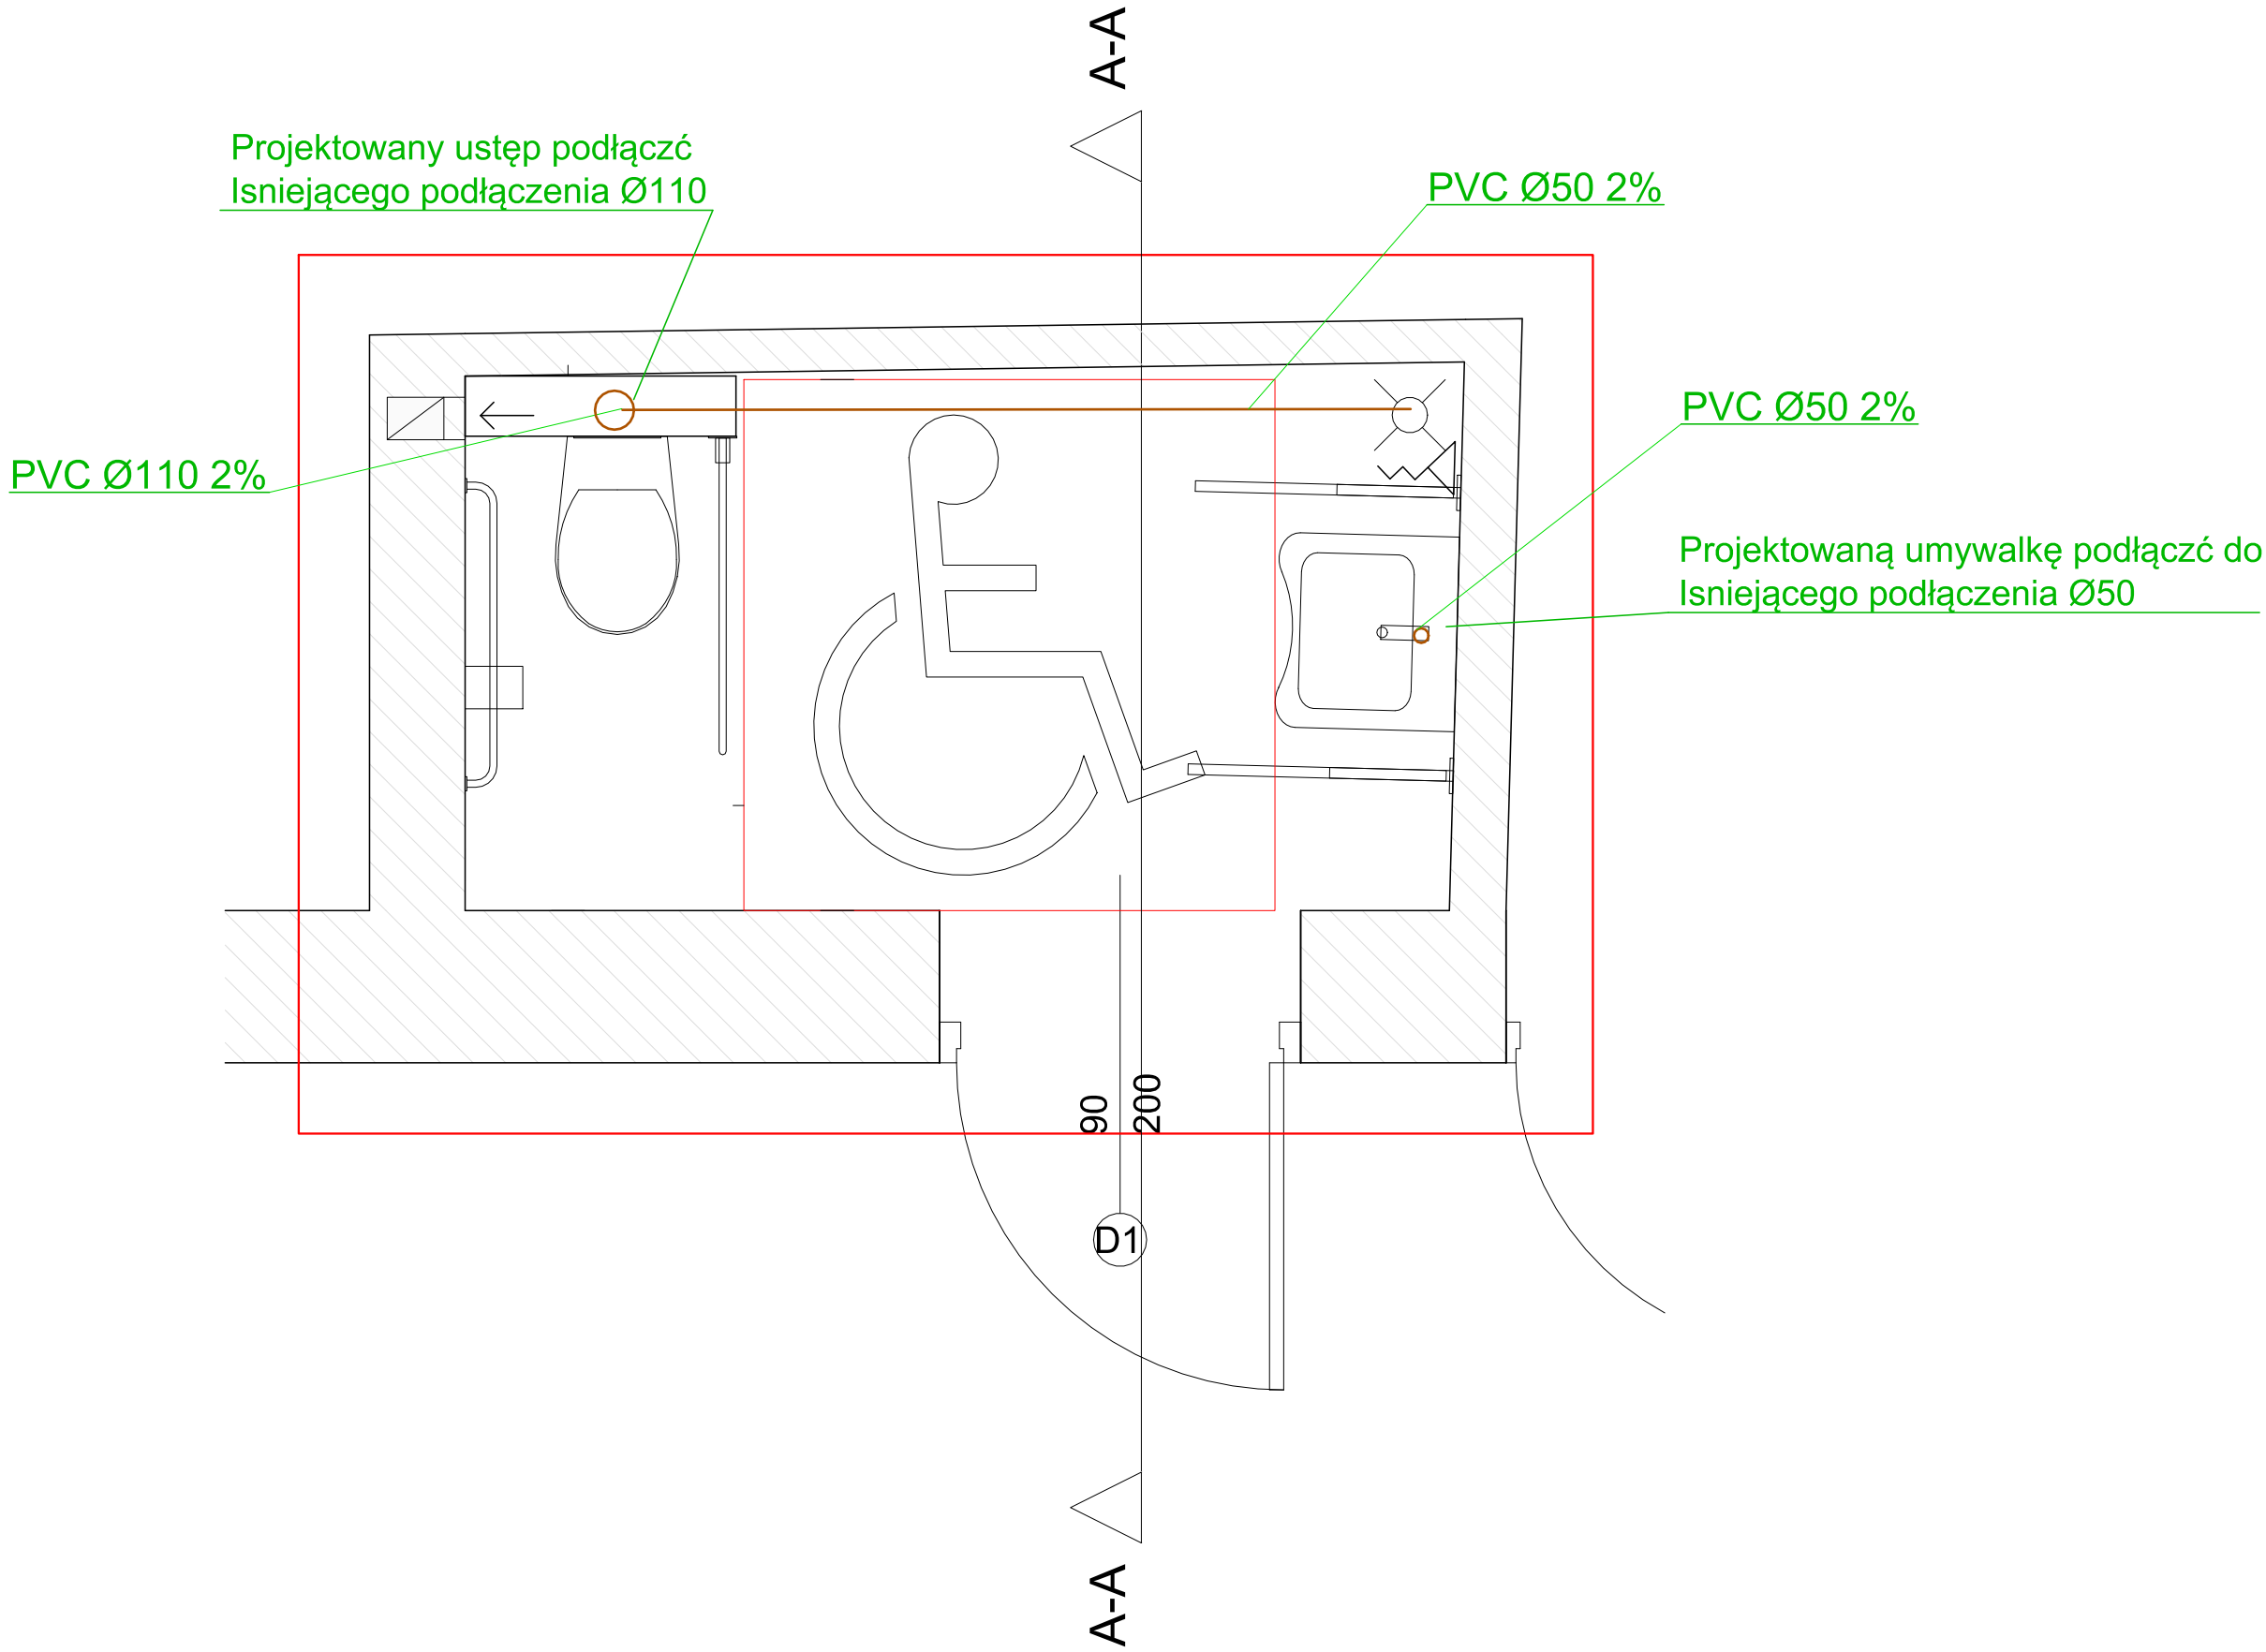 A-A
Projektowany ustęp podłączć
Isniejącego podłączenia Ø110
PVC Ø50 2%
PVC Ø50 2%
PVC Ø110 2%
Projektowaną umywalkę podłączć do
Isniejącego podłączenia Ø50
90
200
D1
A-A